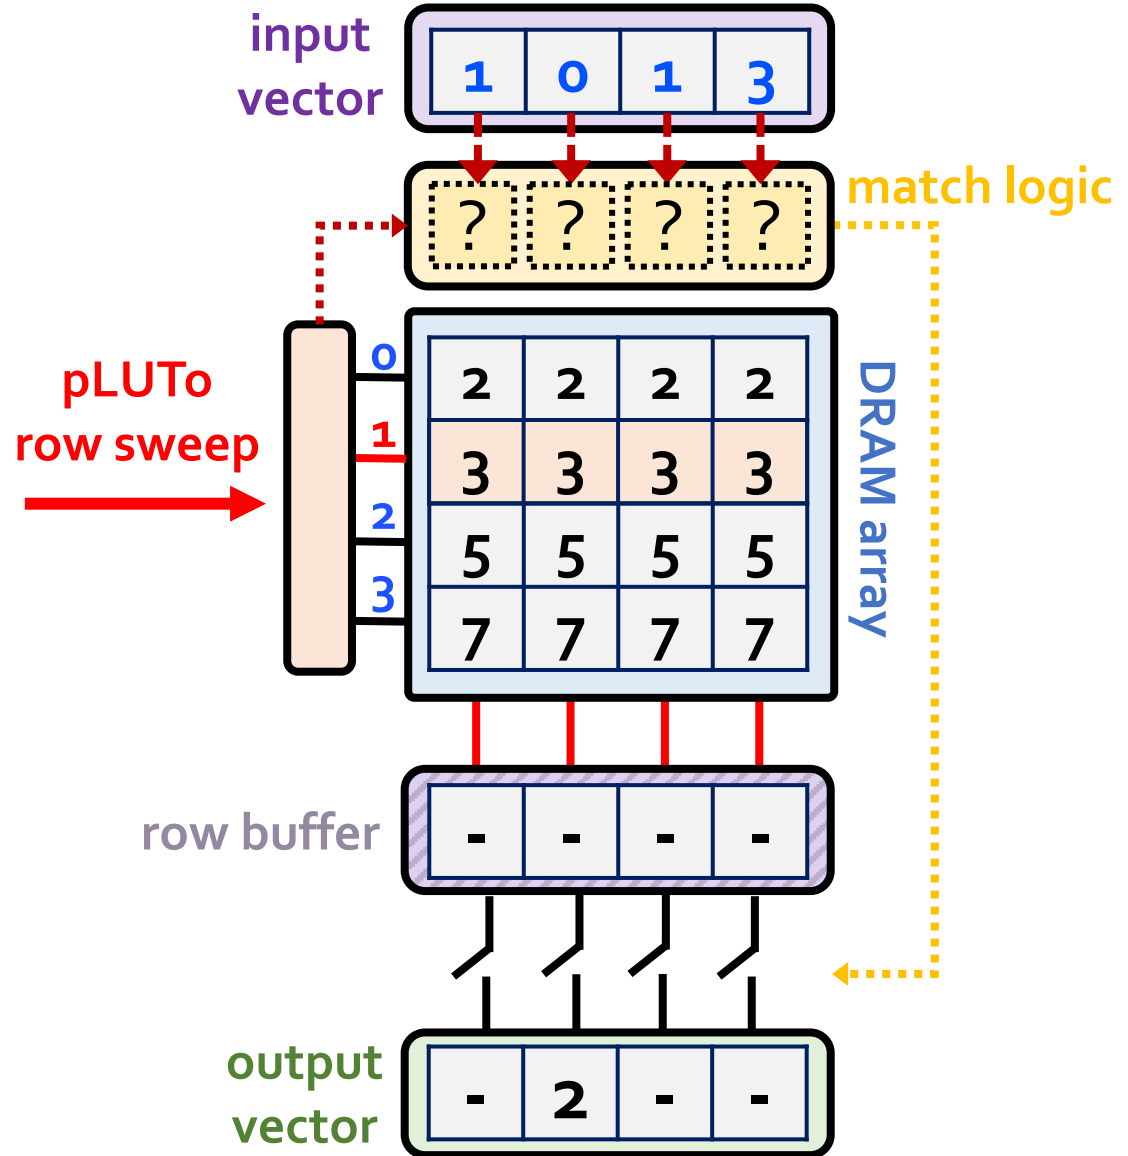 input
vector
1 0 1 3
? ? ? ?
match logic
pLUTo
row sweep
0
1
2
3
2 2 2 2
3 3 3 3
5 5 5 5
7 7 7 7
DRAM array
row buffer
- - - -
output
vector
- 2 - -